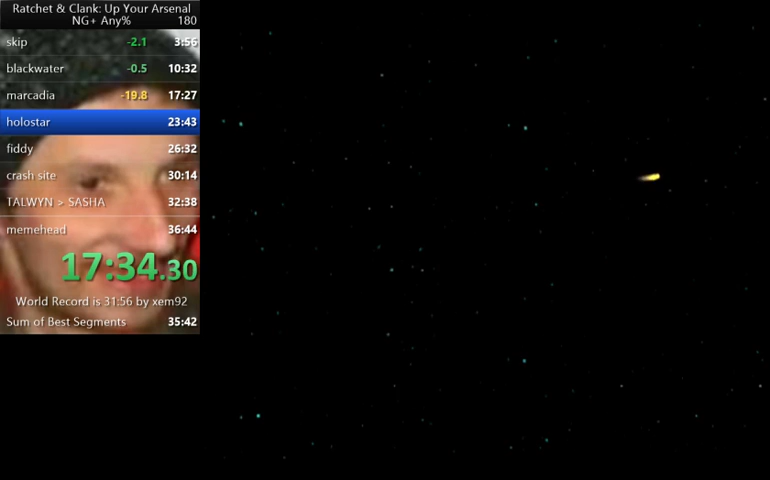 Ratchet & Clank: Up Your Arsenal
NG+ Any% 180
skip -2.1 3:56
blackwater -0.5 10:32
marcadia -19.8 17:27
holostar 23:43
fiddy 26:32
crash site 30:14
TALWYN > SASHA 32:38
memehead 36:44
17:34.30
World Record is 31:56 by xem92
Sum of Best Segments 35:42